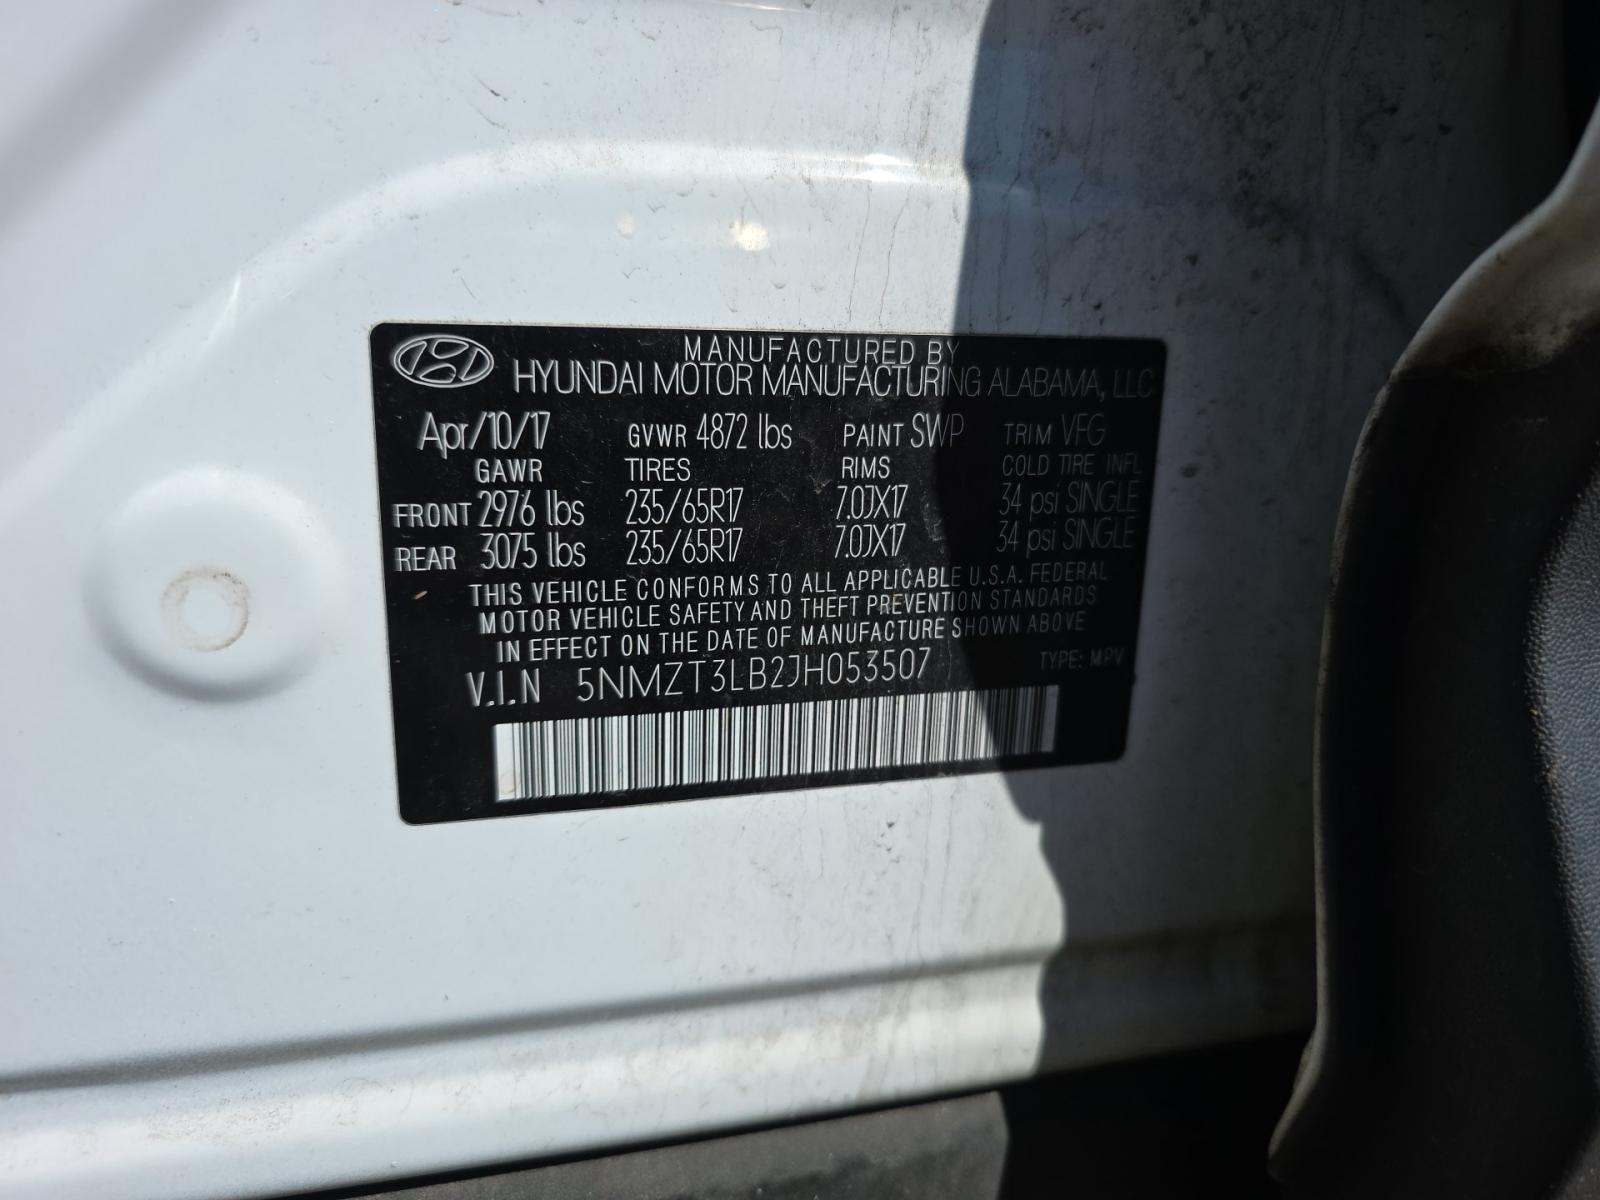 MANUFACTURED BY
HYUNDAI MOTOR MANUFACTURING ALABAMA, LLC
Apr/10/17 GVWR 4872 lbs PAINT SWP TRIM VFG
GAWR TIRES RIMS COLD TIRE INFL
FRONT 2976 lbs 235/65R17 7.0JX17 34 psi SINGLE
REAR 3075 lbs 235/65R17 7.0JX17 34 psi SINGLE
THIS VEHICLE CONFORMS TO ALL APPLICABLE U.S.A. FEDERAL
MOTOR VEHICLE SAFETY AND THEFT PREVENTION STANDARDS
IN EFFECT ON THE DATE OF MANUFACTURE SHOWN ABOVE
V.I.N 5NMZT3LB2JH053507 TYPE: MPV